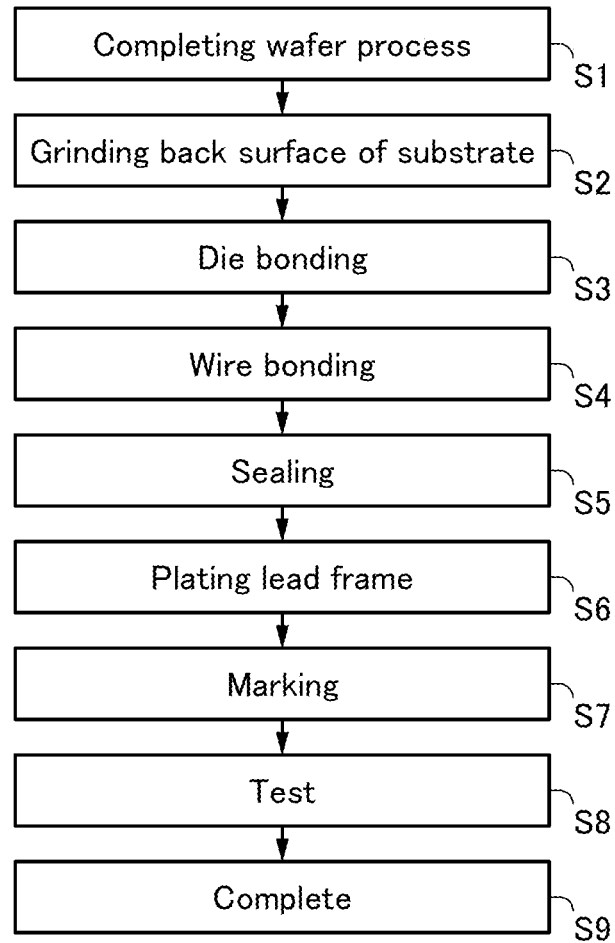 Completing wafer process
S1
Grinding back surface of substrate
S2
Die bonding
S3
Wire bonding
S4
Sealing
S5
Plating lead frame
S6
Marking
S7
Test
S8
Complete
S9